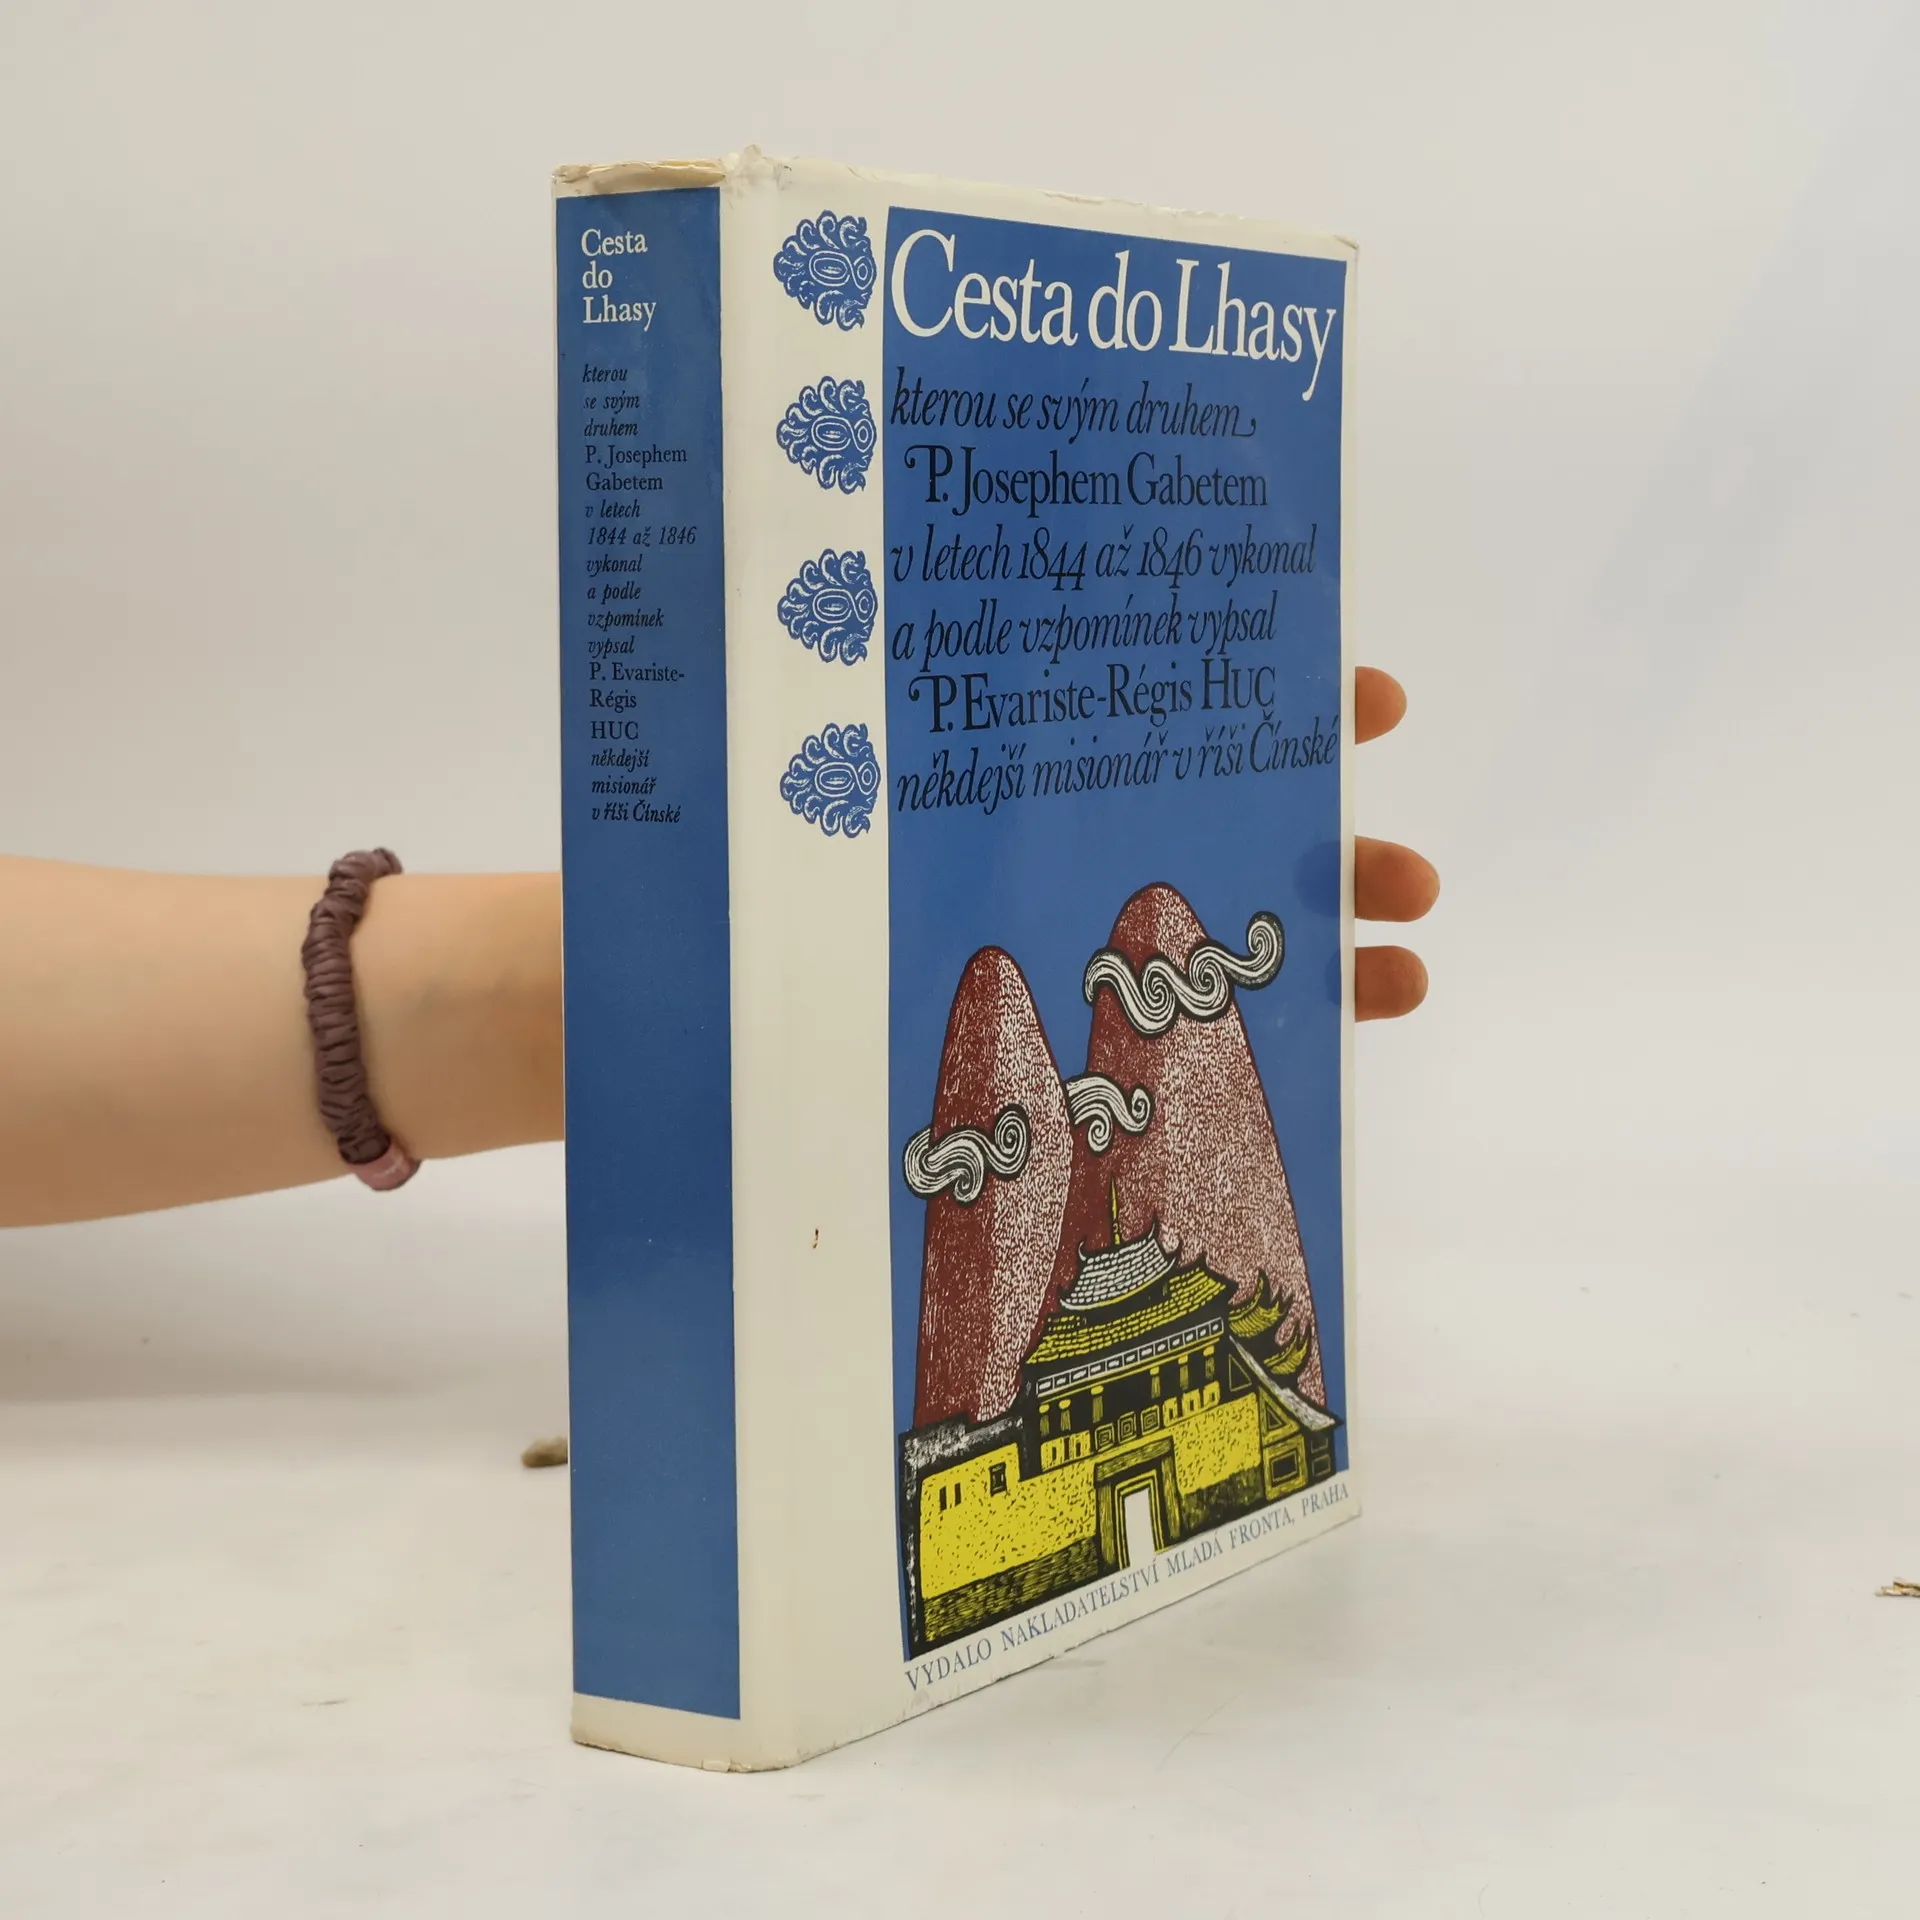 Cesta
do
Lhasy
kterou
se svým
druhem
P. Josephem
Gabetem
v letech
1844 až 1846
vykonal
a podle
vzpomínek
vypsal
P. Evariste-
Régis
HUC
někdejší
misionář
v říši Čínské
Cesta do Lhasy
kterou se svým druhem
P. Josephem Gabetem
v letech 1844 až 1846 vykonal
a podle vzpomínek vypsal
P. Evariste-Régis HUC
někdejší misionář v říši Čínské
VYDALO NAKLADATELSTVÍ MLADÁ FRONTA, PRAHA